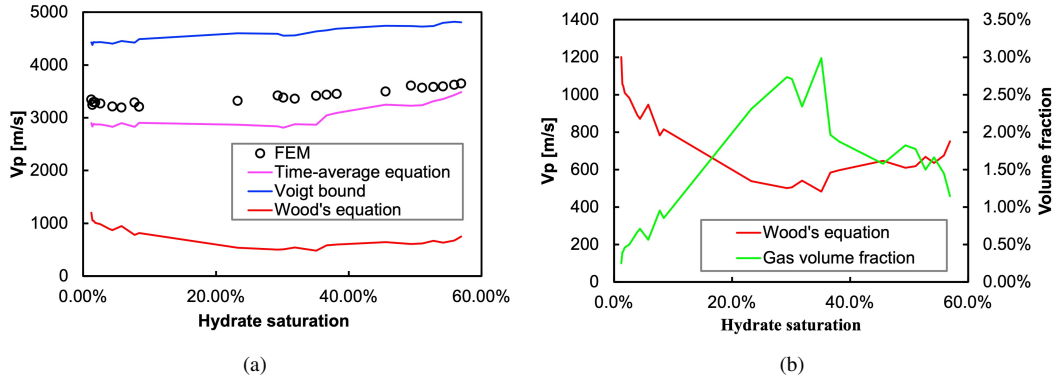 5000
4000
3000
2000
1000
0
Vp [m/s]
FEM
Time-average equation
Voigt bound
Wood's equation
0.00%
20.00%
40.00%
60.00%
Hydrate saturation
(a)
1400
1200
1000
800
600
400
200
0
Vp [m/s]
3.50%
3.00%
2.50%
2.00%
1.50%
1.00%
0.50%
0.00%
Volume fraction
Wood's equation
Gas volume fraction
0.0%
20.0%
40.0%
60.0%
Hydrate saturation
(b)